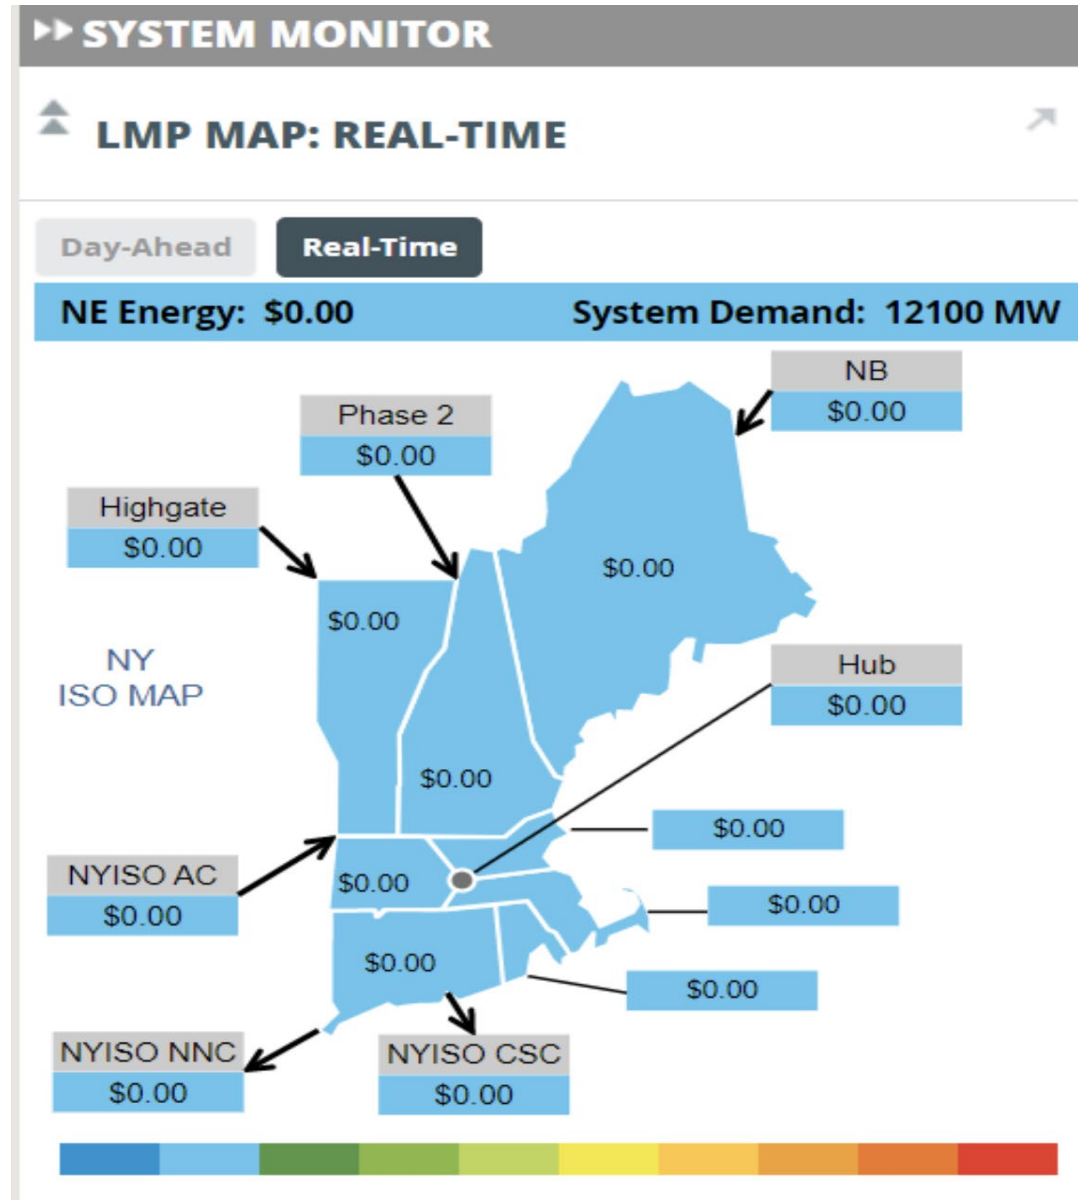 SYSTEM MONITOR
LMP MAP: REAL-TIME
Day-Ahead Real-Time
NE Energy: $0.00 System Demand: 12100 MW
NB
$0.00
Phase 2
$0.00
Highgate
$0.00
$0.00
$0.00
NY
ISO MAP
Hub
$0.00
$0.00
$0.00
NYISO AC
$0.00
$0.00
$0.00
$0.00
$0.00
NYISO NNC
$0.00
NYISO CSC
$0.00